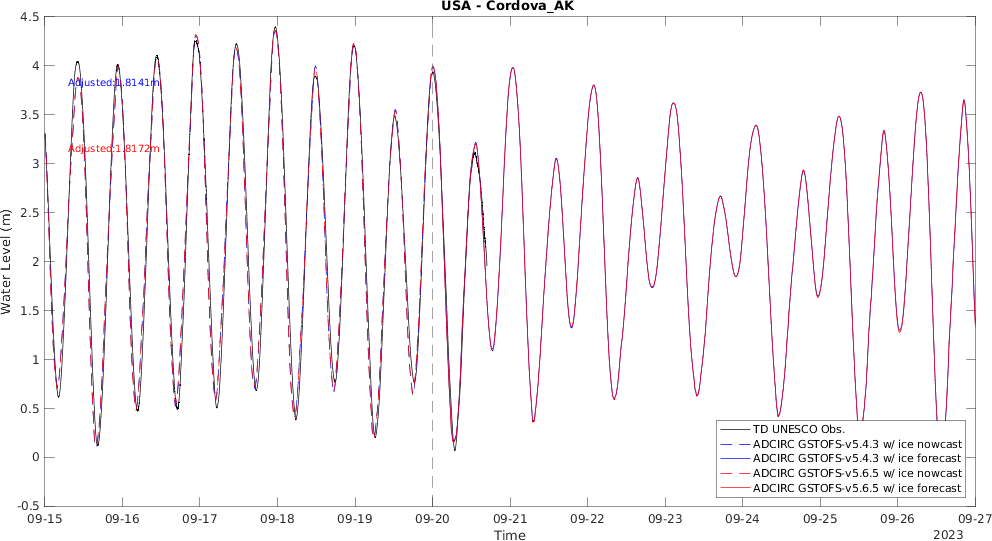 USA - Cordova_AK
4.5
4
3.5
3
2.5
2
1.5
1
0.5
0
-0.5
Water Level (m)
Adjusted:1.8141m
Adjusted:1.8172m
TD UNESCO Obs.
ADCIRC GSTOFS-v5.4.3 w/ ice nowcast
ADCIRC GSTOFS-v5.4.3 w/ ice forecast
ADCIRC GSTOFS-v5.6.5 w/ ice nowcast
ADCIRC GSTOFS-v5.6.5 w/ ice forecast
09-15 09-16 09-17 09-18 09-19 09-20 09-21 09-22 09-23 09-24 09-25 09-26 09-27
Time
2023